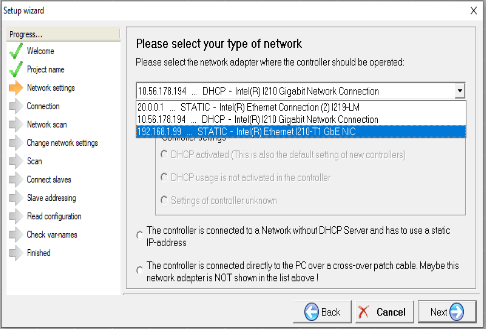 Setup wizard
Progress...
Welcome
Project name
Network settings
Connection
Network scan
Change network settings
Scan
Connect slaves
Slave addressing
Read configuration
Check var-names
Finished
Please select your type of network
Please select the network adapter where the controller should be operated:
10.56.178.194 ... DHCP - Intel(R) I210 Gigabit Network Connection
20.0.0.1 ... STATIC - Intel(R) Ethernet Connection (2) I219-LM
10.56.178.194 ... DHCP - Intel(R) I210 Gigabit Network Connection
192.168.1.99 ... STATIC - Intel(R) Ethernet I210-T1 GbE NIC
Controller settings
DHCP activated (This is also the default setting of new controllers)
DHCP usage is not activated in the controller
Settings of controller unknown
The controller is connected to a Network without DHCP Server and has to use a static
IP-address
The controller is connected directly to the PC over a cross-over patch cable. Maybe this
network adapter is NOT shown in the list above !
Back
Cancel
Next